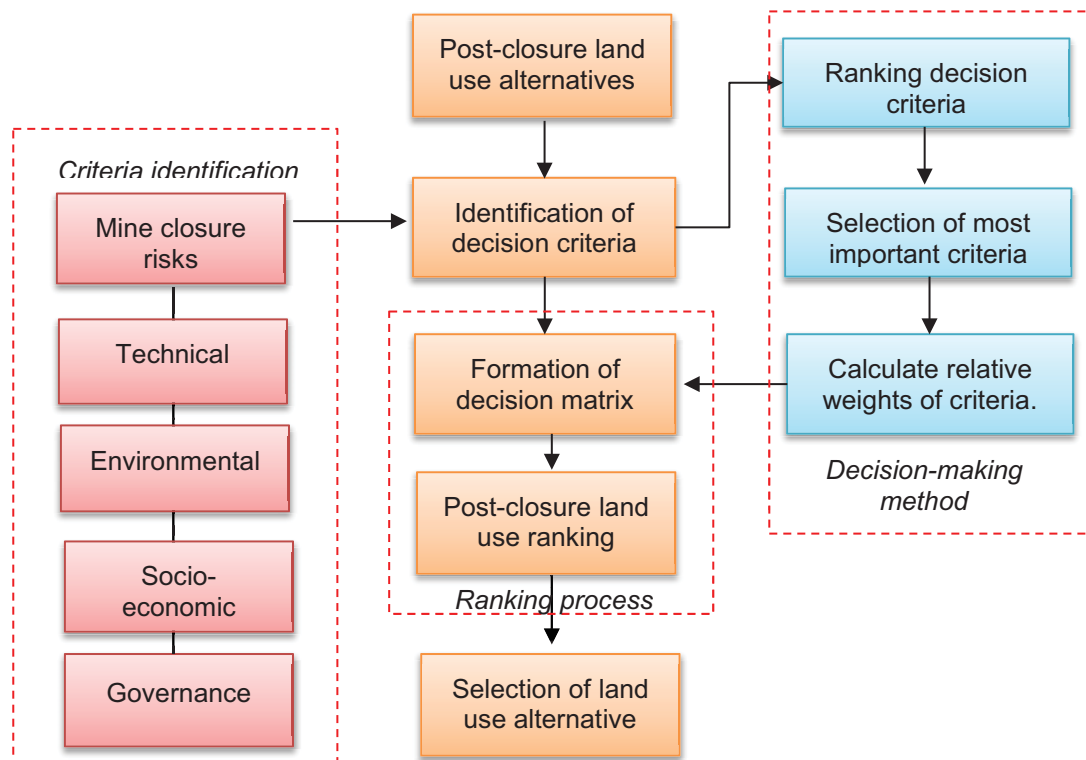 Post-closure land
use alternatives
Ranking decision
criteria
Criteria identification
Mine closure
risks
Identification of
decision criteria
Selection of most
important criteria
Technical
Formation of
decision matrix
Calculate relative
weights of criteria.
Environmental
Decision-making
method
Post-closure land
use ranking
Socio-
economic
Ranking process
Governance
Selection of land
use alternative